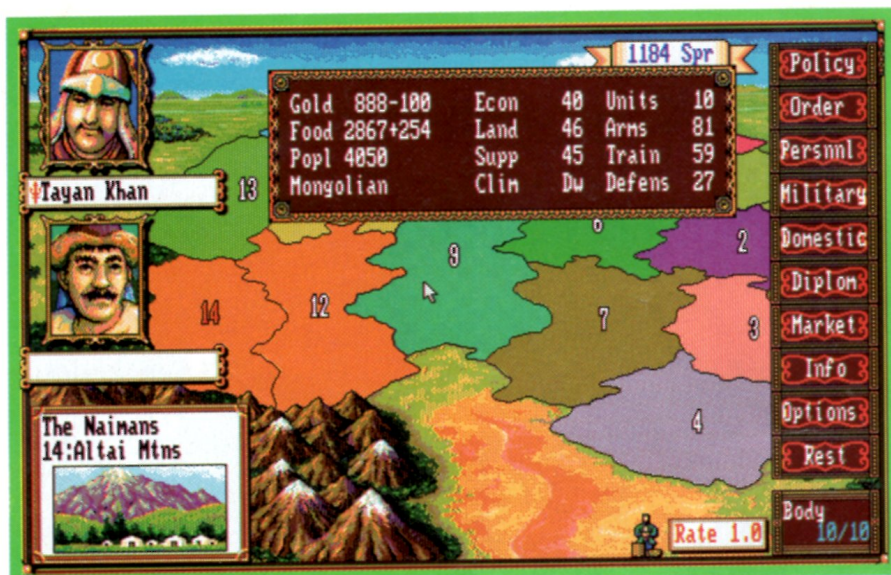 1184 Spr
Gold 888-100 Econ 40 Units 10
Food 2867+254 Land 46 Arms 81
Popl 4050 Supp 45 Train 59
Mongolian Clim Dw Defens 27
Tayan Khan
13
6
2
9
14
12
7
3
4
The Naimans
14:Altai Mtns
Policy
Order
Persnnl
Military
Domestic
Diplom
Market
Info
Options
Rest
Body
10/10
Rate 1.0